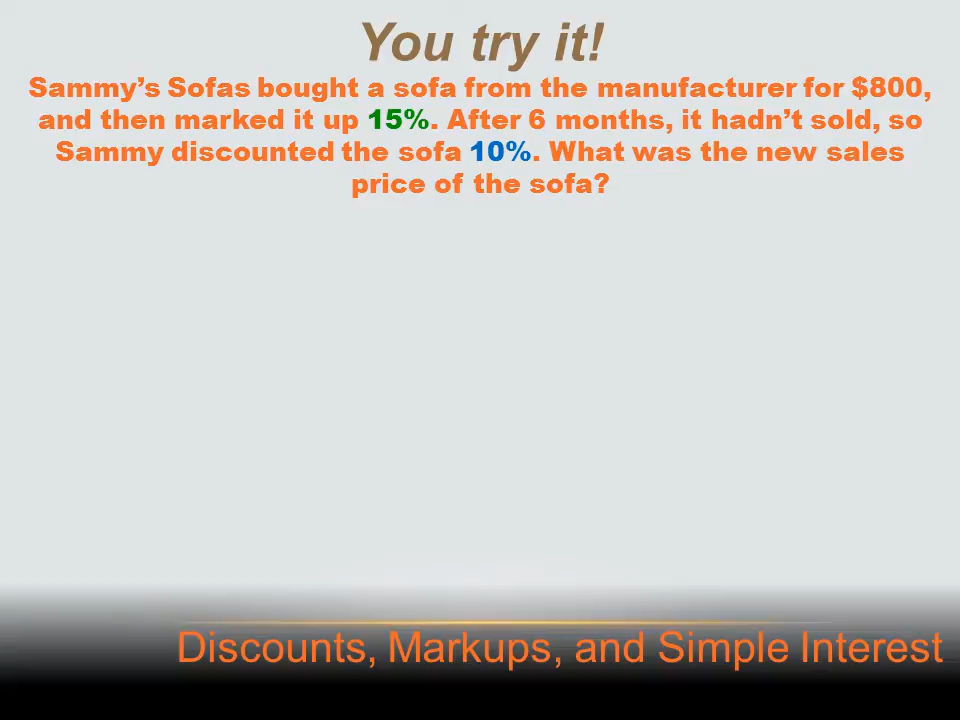 You try it!
Sammy’s Sofas bought a sofa from the manufacturer for $800,
and then marked it up 15%. After 6 months, it hadn’t sold, so
Sammy discounted the sofa 10%. What was the new sales
price of the sofa?
Discounts, Markups, and Simple Interest